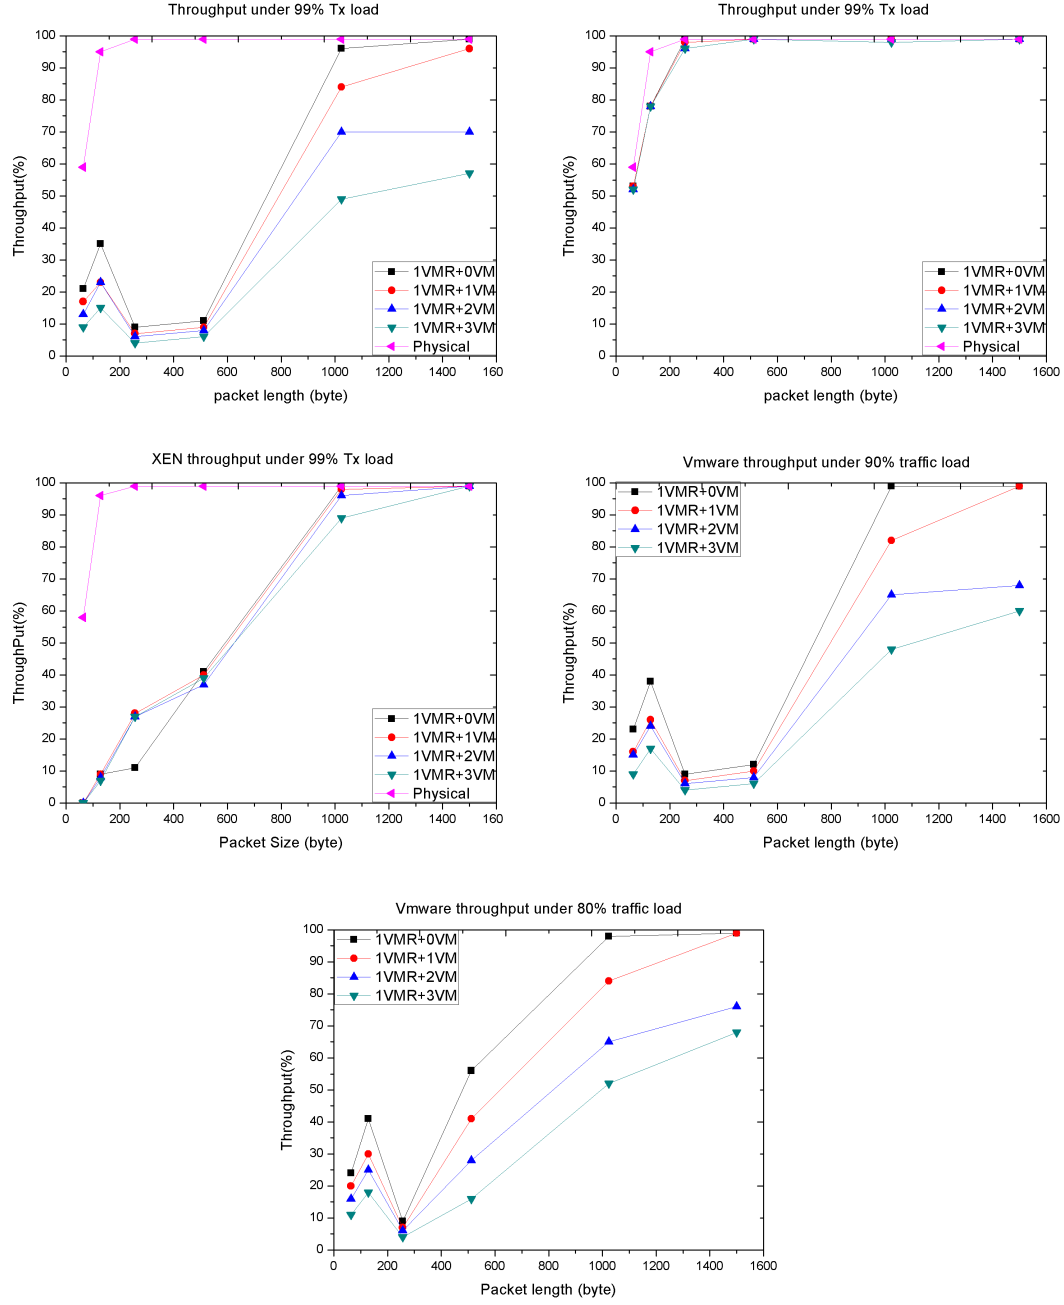 Throughput under 99% Tx load
Throughput(%)
100
90
80
70
60
50
40
30
20
10
0
1VMR+0VM
1VMR+1VM
1VMR+2VM
1VMR+3VM
Physical
0 200 400 600 800 1000 1200 1400 160
packet length (byte)
Throughput under 99% Tx load
Throughput(%)
100
90
80
70
60
50
40
30
20
10
0
1VMR+0VM
1VMR+1VM
1VMR+2VM
1VMR+3VM
Physical
0 200 400 600 800 1000 1200 1400 1600
packet length (byte)
XEN throughput under 99% Tx load
ThroughPut(%)
100
90
80
70
60
50
40
30
20
10
0
1VMR+0VM
1VMR+1VM
1VMR+2VM
1VMR+3VM
Physical
0 200 400 600 800 1000 1200 1400 160
Packet Size (byte)
Vmware throughput under 90% traffic load
Throughput(%)
100
90
80
70
60
50
40
30
20
10
0
1VMR+0VM
1VMR+1VM
1VMR+2VM
1VMR+3VM
0 200 400 600 800 1000 1200 1400 1600
Packet length (byte)
Vmware throughput under 80% traffic load
Throughput(%)
100
90
80
70
60
50
40
30
20
10
0
1VMR+0VM
1VMR+1VM
1VMR+2VM
1VMR+3VM
0 200 400 600 800 1000 1200 1400 1600
Packet length (byte)